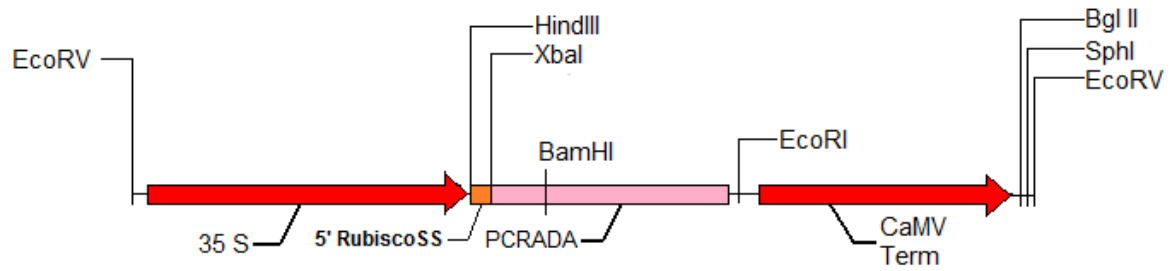 HindIII
XbaI
Bgl II
SphI
EcoRV
EcoRV
BamHI
EcoRI
35 S
5' RubiscoSS
PCRADA
CaMV
Term